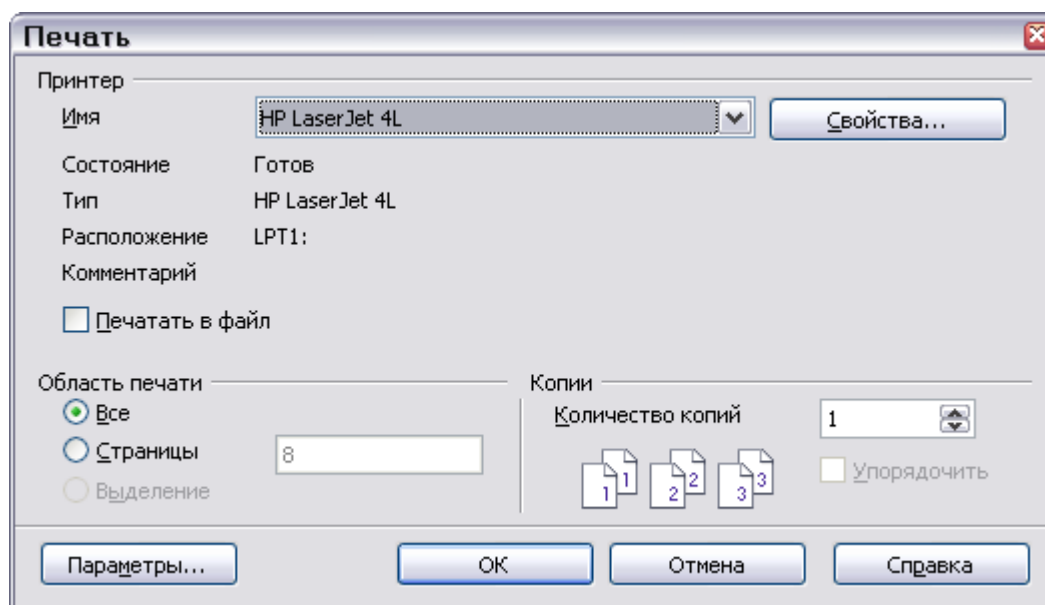 Печать
Принтер
Имя HP LaserJet 4L Свойства...
Состояние Готов
Тип HP LaserJet 4L
Расположение LPT1:
Комментарий
Печатать в файл
Область печати Копии
Все Количество копий 1
Страницы 8
1 1 2 2 3 3 Упорядочить
Выделение
Параметры... ОК Отмена Справка